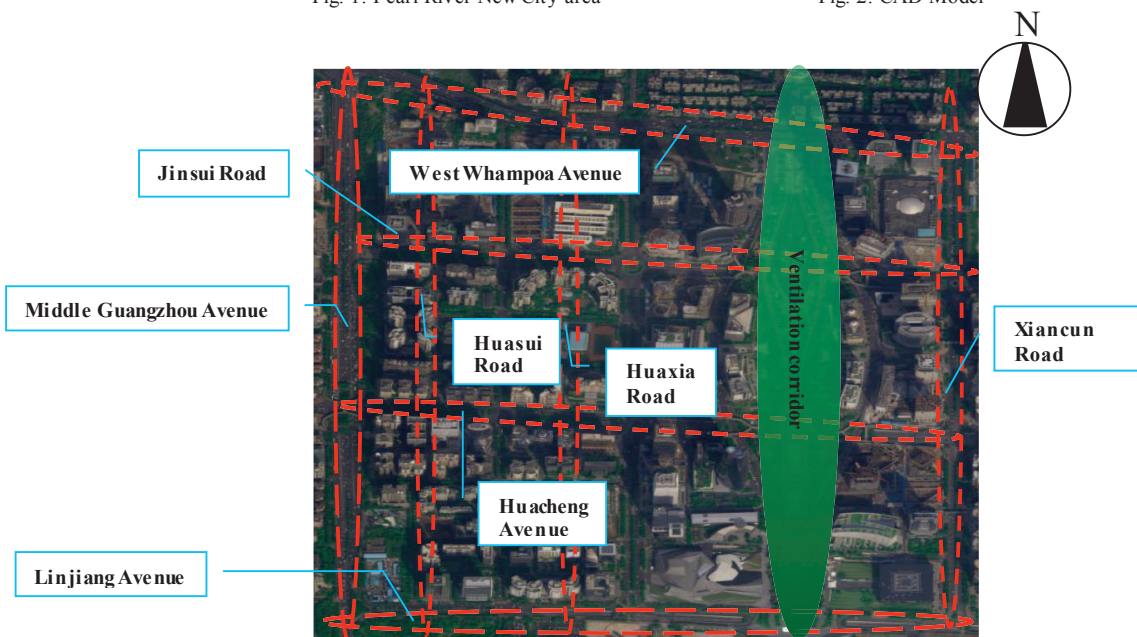 Fig. 1. Pearl River New City area
Fig. 2. CAD Model
N
Jinsui Road
West Whampoa Avenue
Ventilation corridor
Middle Guangzhou Avenue
Huasui
Road
Huaxia
Road
Xiancun
Road
Huacheng
Avenue
Linjiang Avenue